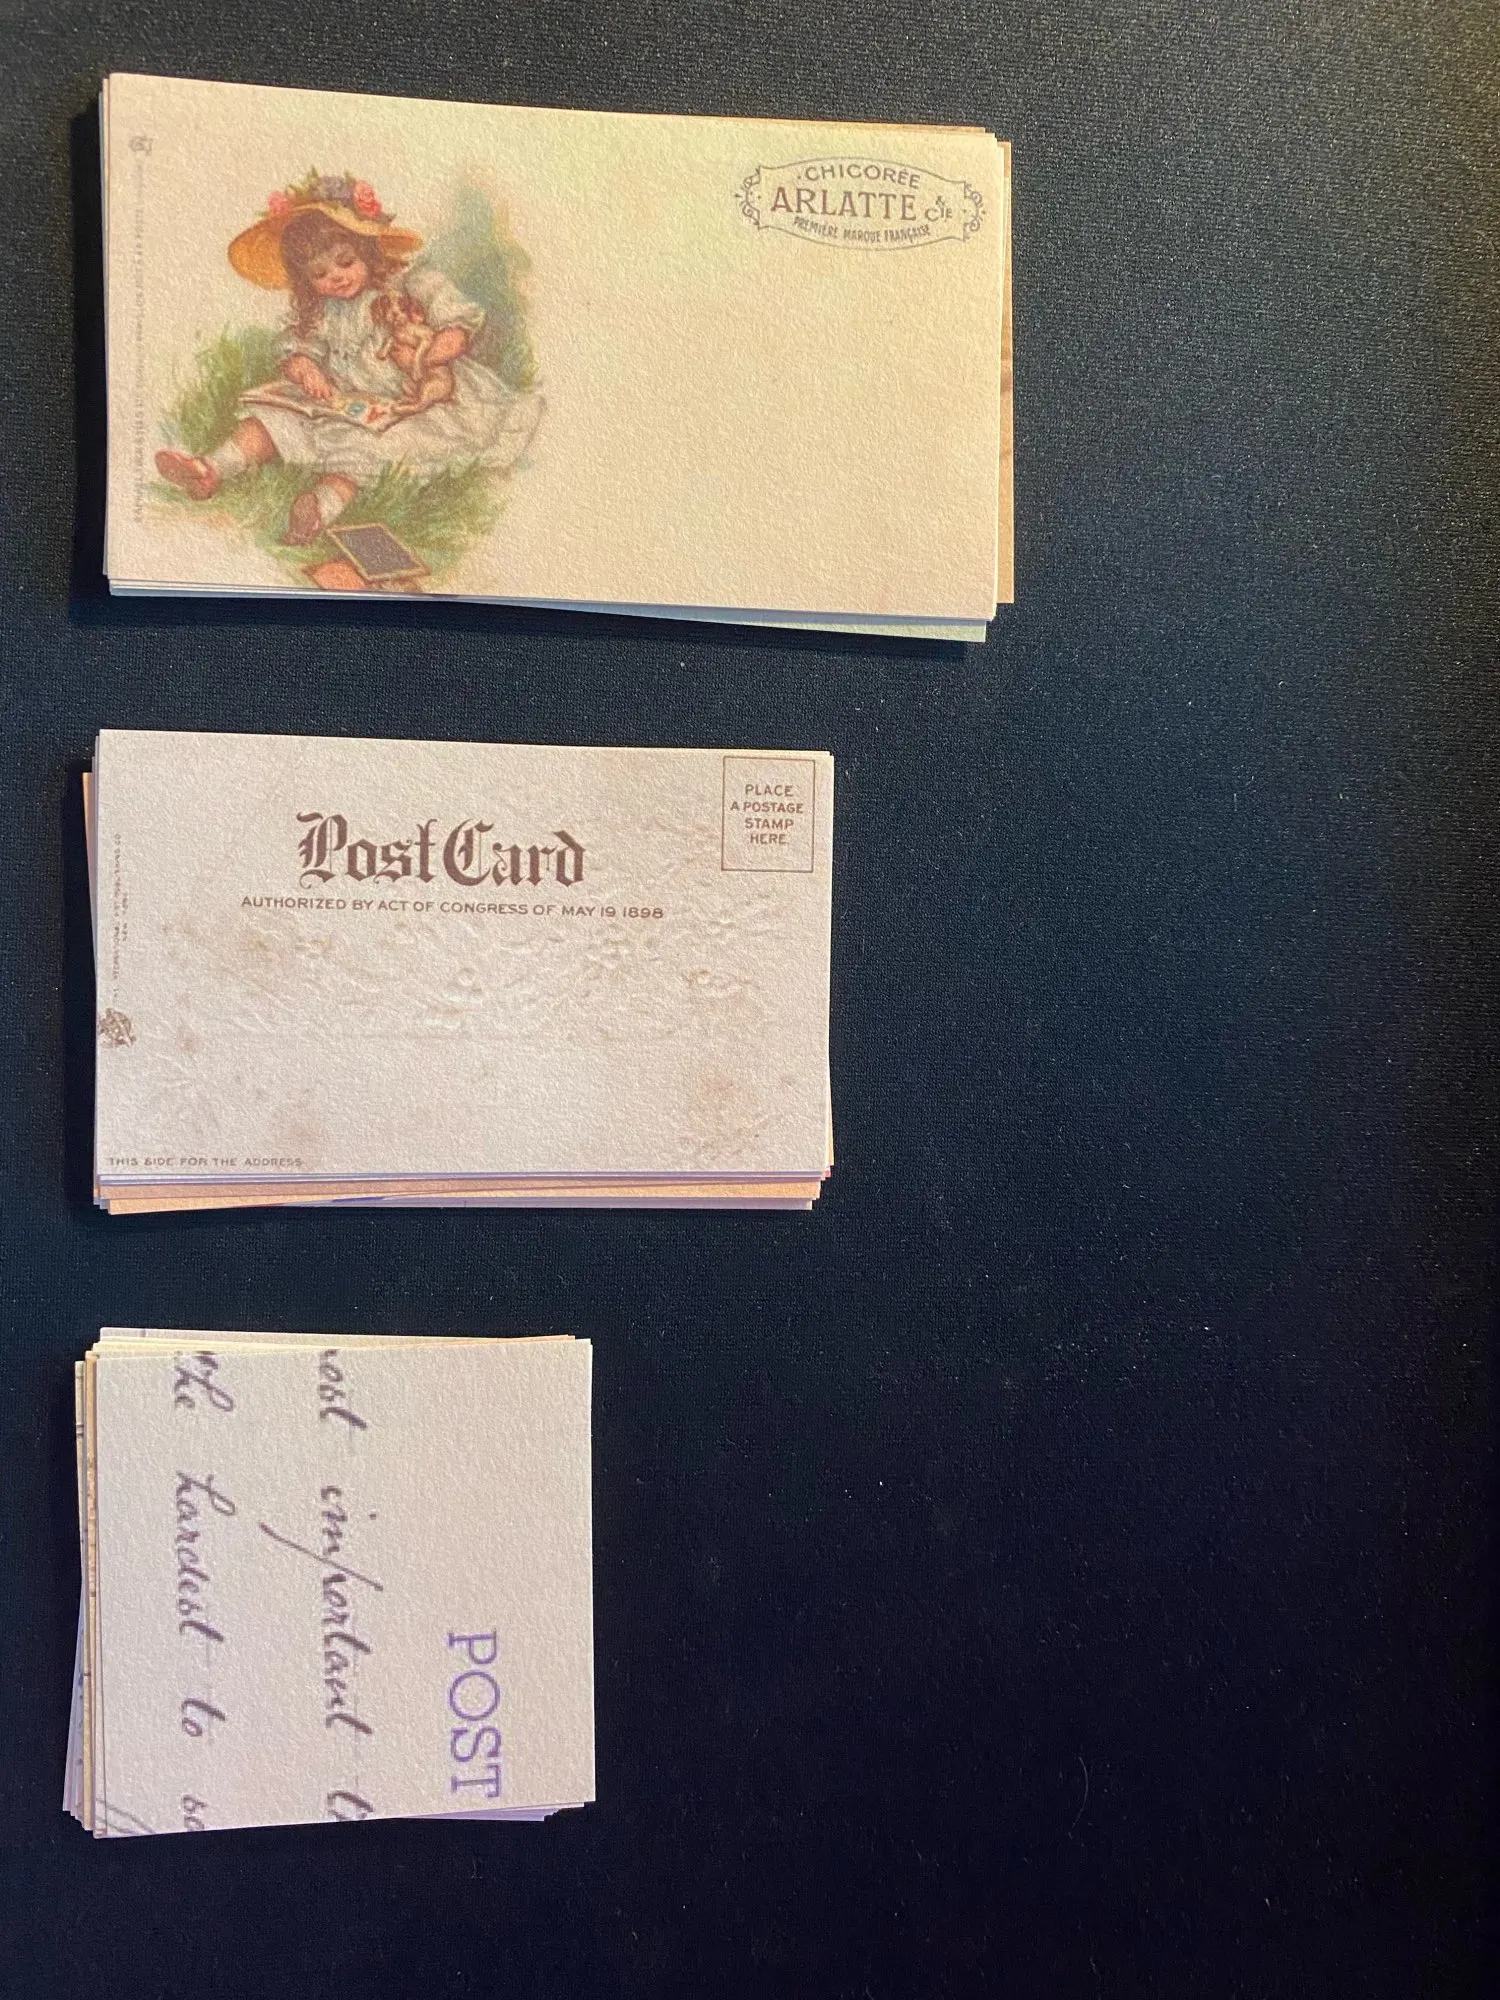 CHICORÉE
ARLATTE & CIE
PREMIÈRE MARQUE FRANÇAISE
PLACE
A POSTAGE
STAMP
HERE
Post Card
AUTHORIZED BY ACT OF CONGRESS OF MAY 19 1898
THIS SIDE FOR THE ADDRESS
POST
important
the hardest to